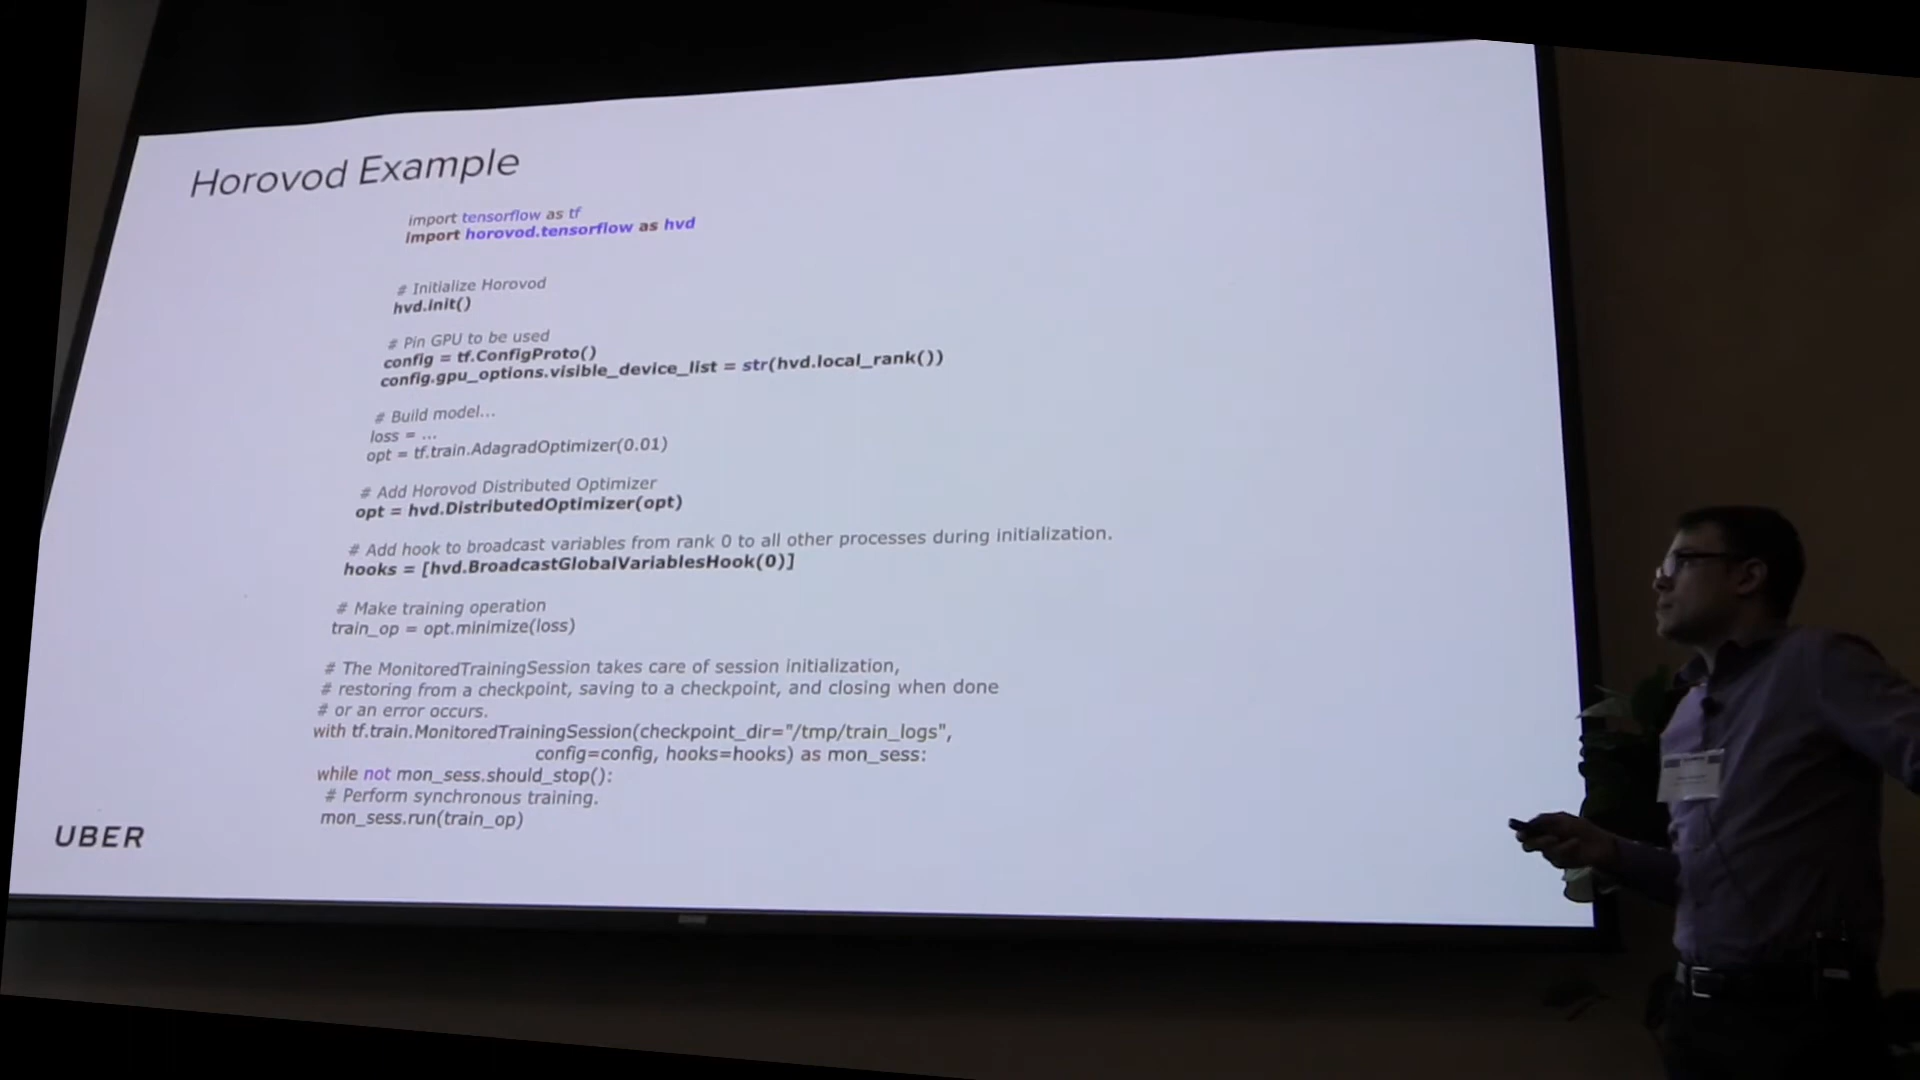 Horovod Example
import tensorflow as tf
import horovod.tensorflow as hvd
# Initialize Horovod
hvd.init()
# Pin GPU to be used
config = tf.ConfigProto()
config.gpu_options.visible_device_list = str(hvd.local_rank())
# Build model...
loss = ...
opt = tf.train.AdagradOptimizer(0.01)
# Add Horovod Distributed Optimizer
opt = hvd.DistributedOptimizer(opt)
# Add hook to broadcast variables from rank 0 to all other processes during initialization.
hooks = [hvd.BroadcastGlobalVariablesHook(0)]
# Make training operation
train_op = opt.minimize(loss)
# The MonitoredTrainingSession takes care of session initialization,
# restoring from a checkpoint, saving to a checkpoint, and closing when done
# or an error occurs.
with tf.train.MonitoredTrainingSession(checkpoint_dir="/tmp/train_logs",
config=config, hooks=hooks) as mon_sess:
while not mon_sess.should_stop():
# Perform synchronous training.
mon_sess.run(train_op)
UBER